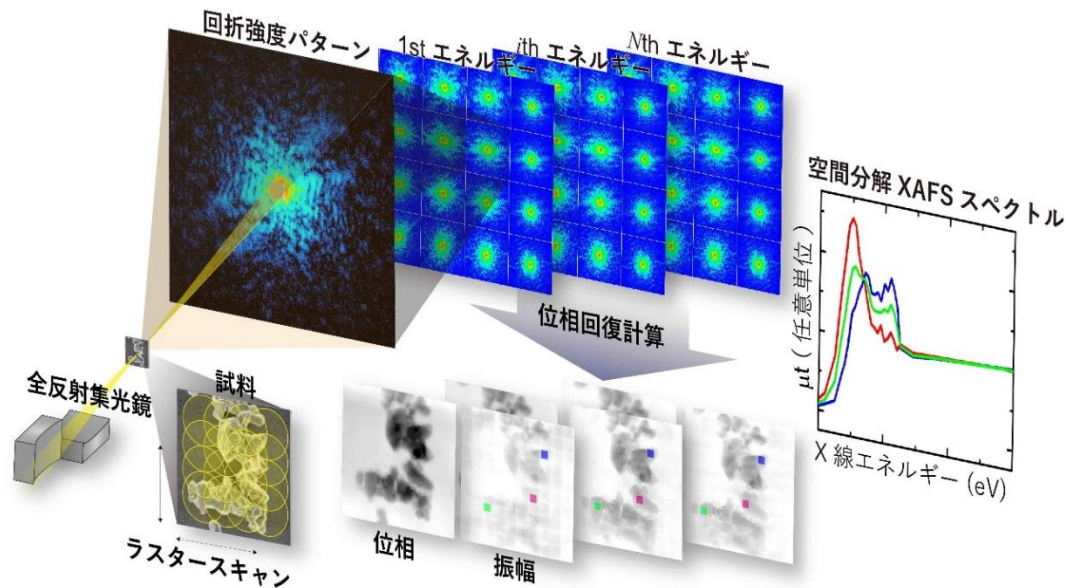 回折強度パターン
1st エネルギー
ith エネルギー
Nth エネルギー
空間分解 XAFS スペクトル
μt ( 任意単位 )
X 線エネルギー (eV)
位相回復計算
全反射集光鏡
試料
ラスタースキャン
位相
振幅